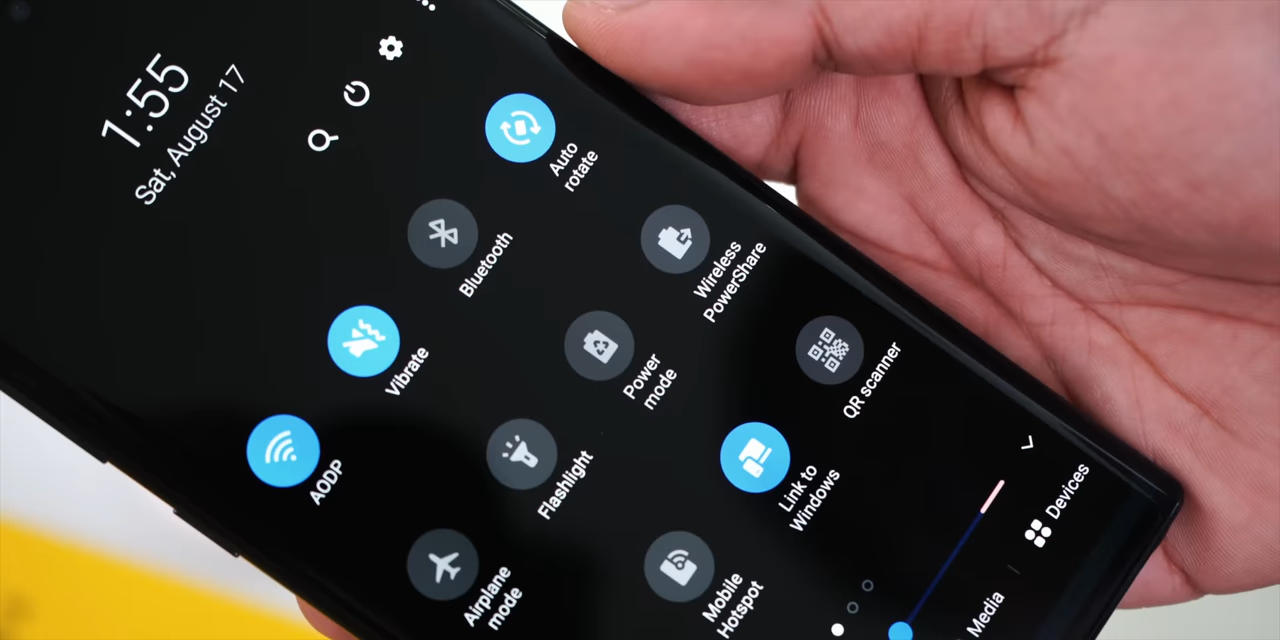 1:55
Sat, August 17
AODP
Vibrate
Bluetooth
Auto
rotate
Airplane
mode
Flashlight
Power
mode
Wireless
PowerShare
Mobile
Hotspot
Link to
Windows
QR scanner
Media
Devices